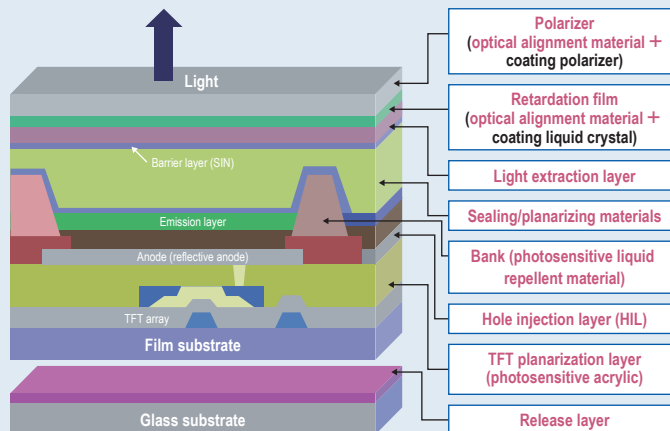 Light
Barrier layer (SIN)
Emission layer
Anode (reflective anode)
TFT array
Film substrate
Glass substrate
Polarizer
(optical alignment material +
coating polarizer)
Retardation film
(optical alignment material +
coating liquid crystal)
Light extraction layer
Sealing/planarizing materials
Bank (photosensitive liquid
repellent material)
Hole injection layer (HIL)
TFT planarization layer
(photosensitive acrylic)
Release layer